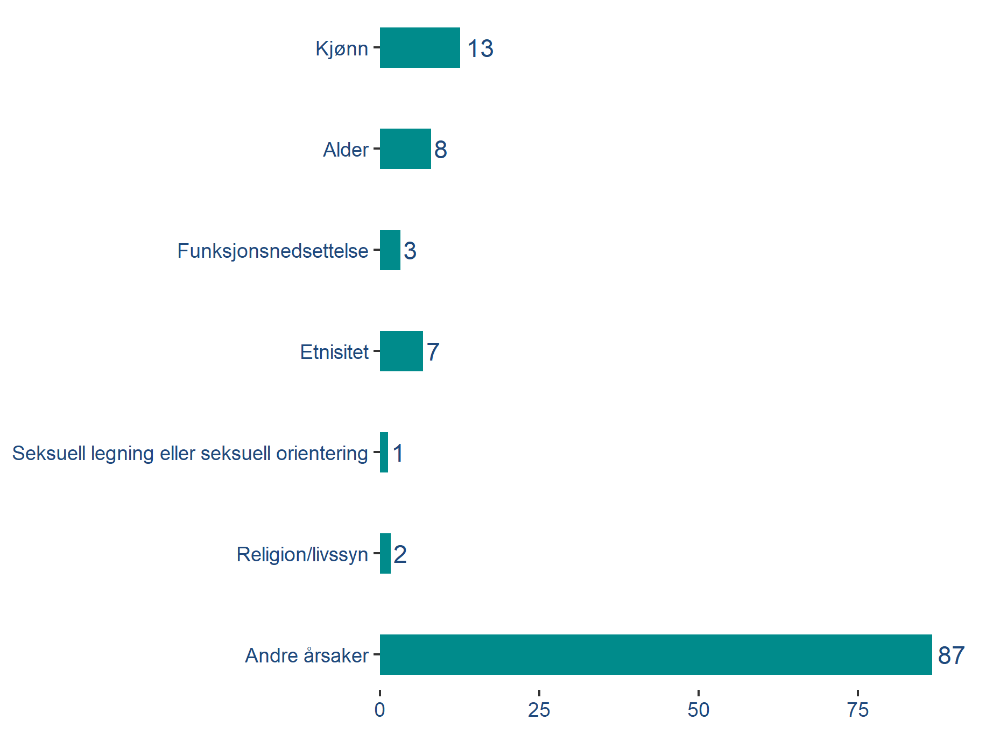 Kjønn 13
Alder 8
Funksjonsnedsettelse 3
Etnisitet 7
Seksuell legning eller seksuell orientering 1
Religion/livssyn 2
Andre årsaker 87
0 25 50 75